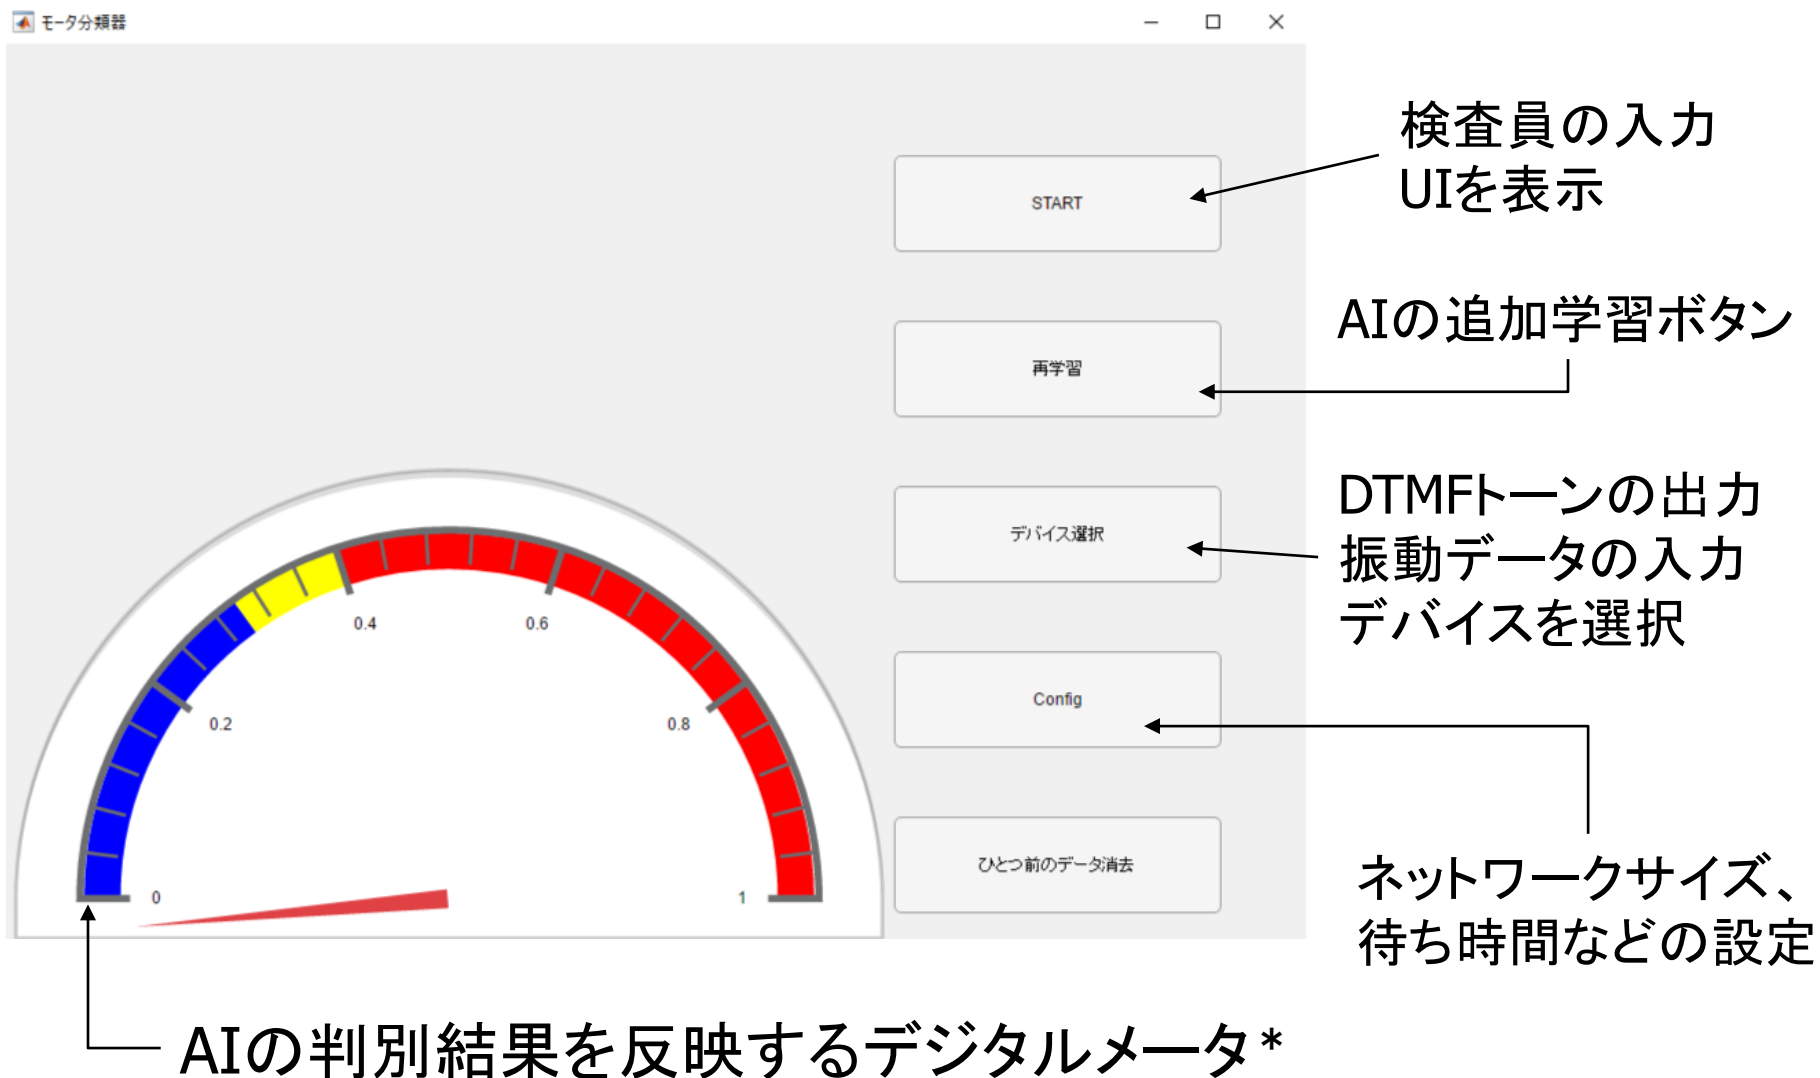 モータ分類器
検査員の入力
UIを表示
START
AIの追加学習ボタン
再学習
DTMFトーンの出力
振動データの入力
デバイスを選択
デバイス選択
0.4
0.6
0.2
0.8
Config
0
1
ひとつ前のデータ消去
ネットワークサイズ、
待ち時間などの設定
AIの判別結果を反映するデジタルメータ*